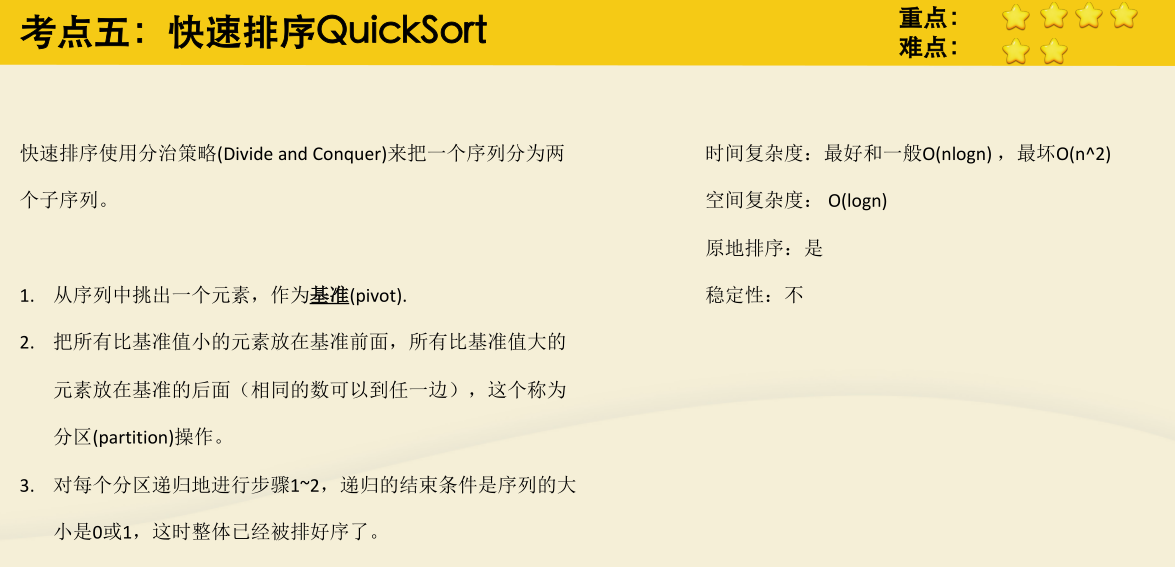 考点五：快速排序QuickSort
重点：
难点：
快速排序使用分治策略(Divide and Conquer)来把一个序列分为两
个子序列。
1. 从序列中挑出一个元素，作为基准(pivot).
2. 把所有比基准值小的元素放在基准前面，所有比基准值大的
元素放在基准的后面（相同的数可以到任一边），这个称为
分区(partition)操作。
3. 对每个分区递归地进行步骤1~2，递归的结束条件是序列的大
小是0或1，这时整体已经被排好序了。
时间复杂度：最好和一般O(nlogn) ，最坏O(n^2)
空间复杂度： O(logn)
原地排序：是
稳定性：不